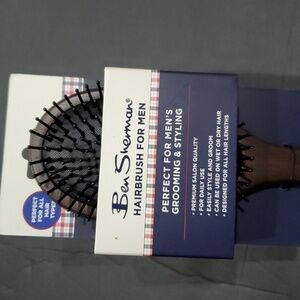 Ben Sherman®
HAIRBRUSH FOR MEN
PERFECT FOR MEN'S
GROOMING & STYLING
• PREMIUM SALON QUALITY
• FOR DAILY USE
• EASILY STYLE AND GROOM
• CAN BE USED ON WET OR DRY HAIR
• DESIGNED FOR ALL HAIR LENGTHS
PERFECT
FOR ALL
HAIR
TYPES!